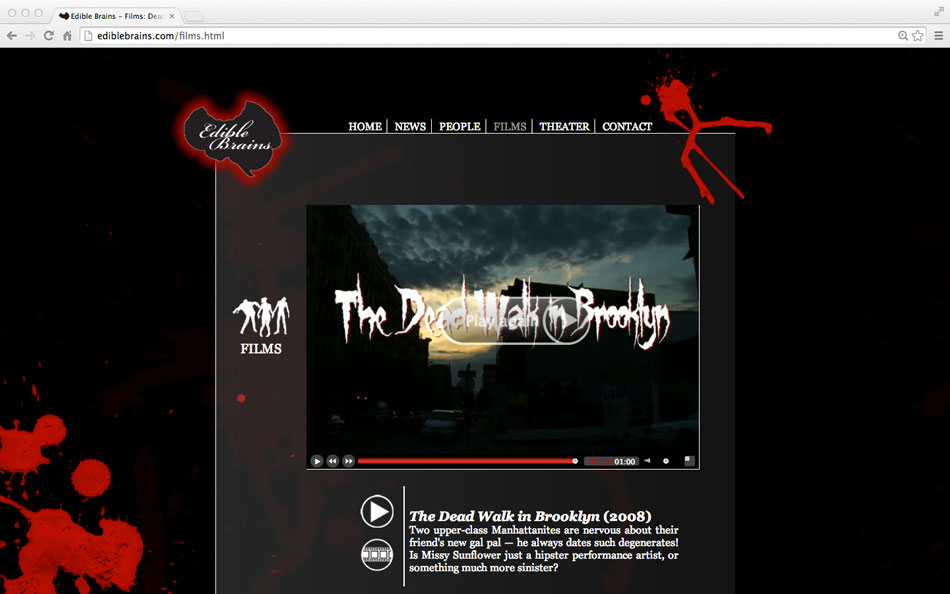 Edible Brains – Films: Dead
ediblebrains.com/films.html
Edible
Brains
HOME NEWS PEOPLE FILMS THEATER CONTACT
The Dead Walk in Brooklyn
Play again
FILMS
01:00
The Dead Walk in Brooklyn (2008)
Two upper-class Manhattanites are nervous about their
friend's new gal pal — he always dates such degenerates!
Is Missy Sunflower just a hipster performance artist, or
something much more sinister?